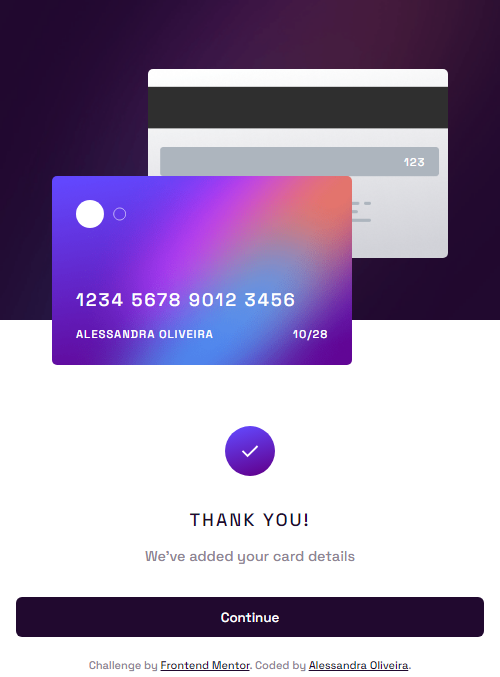 123
1234 5678 9012 3456
ALESSANDRA OLIVEIRA 10/28
THANK YOU!
We've added your card details
Continue
Challenge by Frontend Mentor. Coded by Alessandra Oliveira.